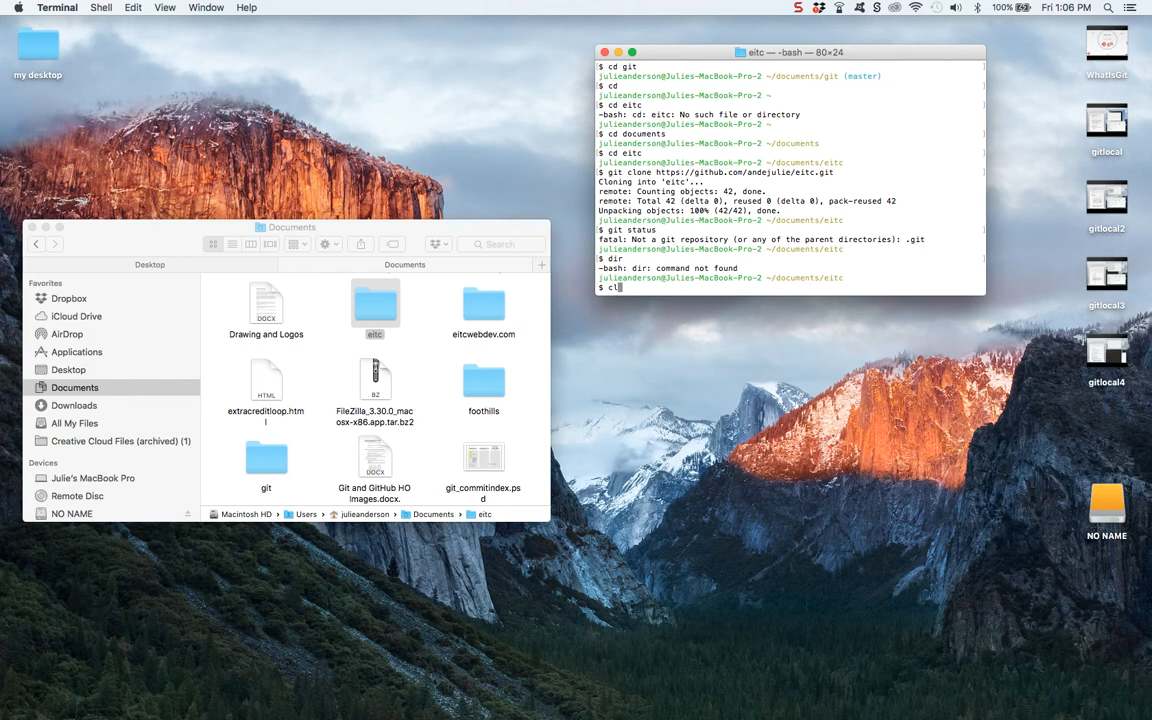 Terminal Shell Edit View Window Help
100% Fri 1:06 PM
my desktop
eitc — -bash — 80×24
$ cd git
julieanderson@Julies-MacBook-Pro-2 ~/documents/git (master)
$ cd
julieanderson@Julies-MacBook-Pro-2 ~
$ cd eitc
-bash: cd: eitc: No such file or directory
julieanderson@Julies-MacBook-Pro-2 ~
$ cd documents
julieanderson@Julies-MacBook-Pro-2 ~/documents
$ cd eitc
julieanderson@Julies-MacBook-Pro-2 ~/documents/eitc
$ git clone https://github.com/andejulie/eitc.git
Cloning into 'eitc'...
remote: Counting objects: 42, done.
remote: Total 42 (delta 0), reused 0 (delta 0), pack-reused 42
Unpacking objects: 100% (42/42), done.
julieanderson@Julies-MacBook-Pro-2 ~/documents/eitc
$ git status
fatal: Not a git repository (or any of the parent directories): .git
julieanderson@Julies-MacBook-Pro-2 ~/documents/eitc
$ dir
-bash: dir: command not found
julieanderson@Julies-MacBook-Pro-2 ~/documents/eitc
$ cl
WhatIsGit
gitlocal
gitlocal2
gitlocal3
gitlocal4
NO NAME
Documents
Search
Desktop
Documents
Favorites
Dropbox
iCloud Drive
AirDrop
Applications
Desktop
Documents
Downloads
All My Files
Creative Cloud Files (archived) (1)
Devices
Julie's MacBook Pro
Remote Disc
NO NAME
DOCX
Drawing and Logos
eitc
eitcwebdev.com
HTML
extracreditloop.htm
l
BZ
FileZilla_3.30.0_mac
osx-x86.app.tar.bz2
foothills
git
DOCX
Git and GitHub HO
Images.docx.
git_commitindex.ps
d
Macintosh HD › Users › julieanderson › Documents › eitc